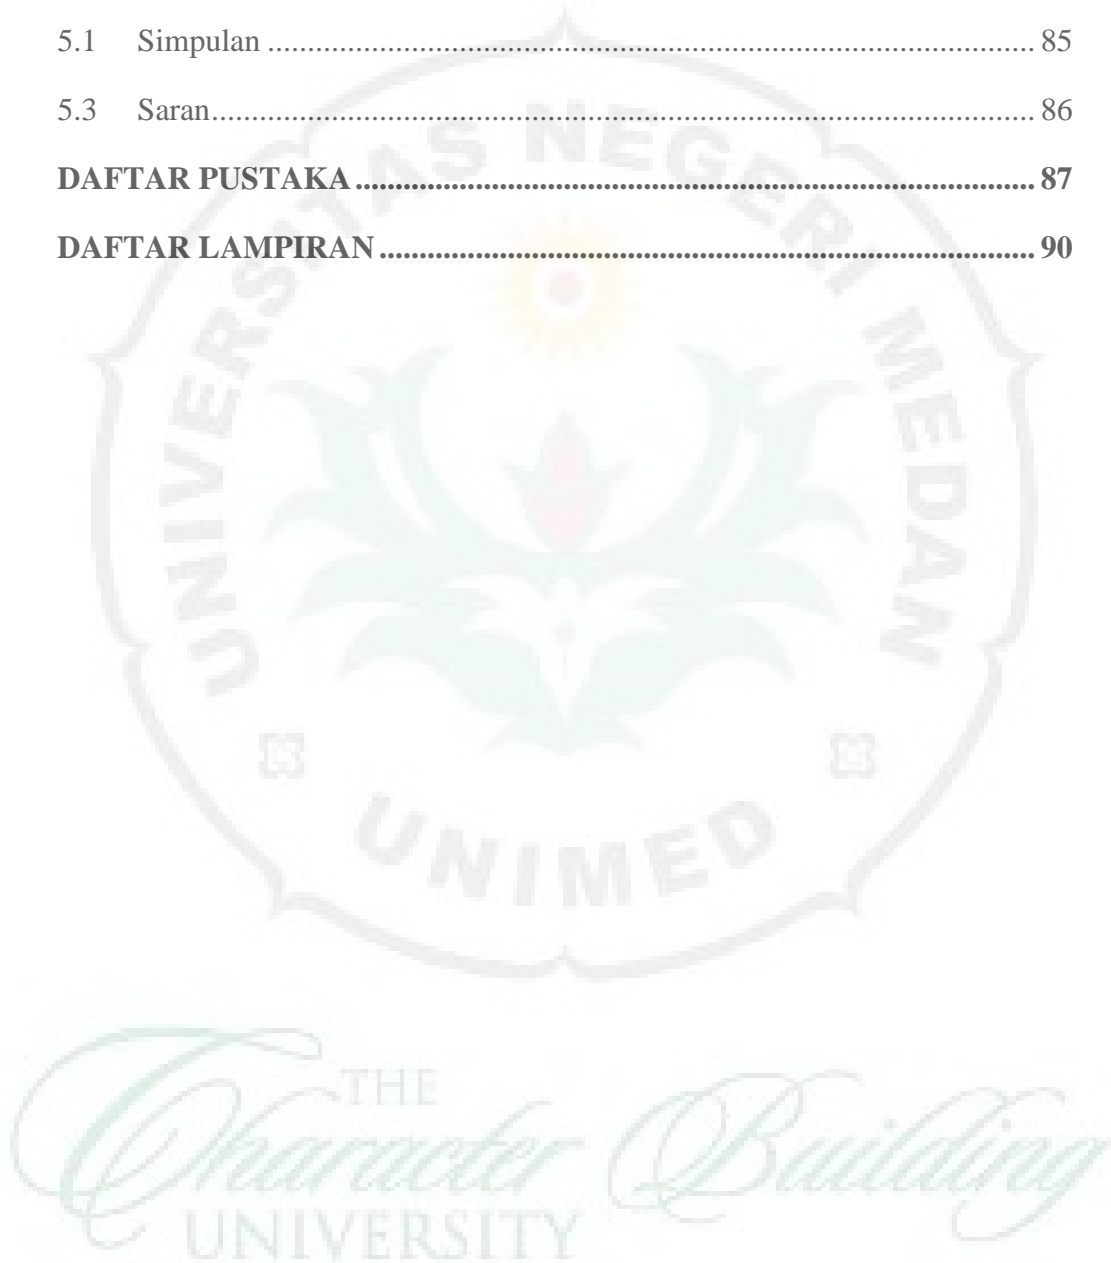 5.1 Simpulan ................................................................................................ 85
5.3 Saran....................................................................................................... 86
DAFTAR PUSTAKA ..................................................................................... 87
DAFTAR LAMPIRAN .................................................................................. 90
UNIVERSITAS NEGERI MEDAN
UNIMED
THE
Character Building
UNIVERSITY